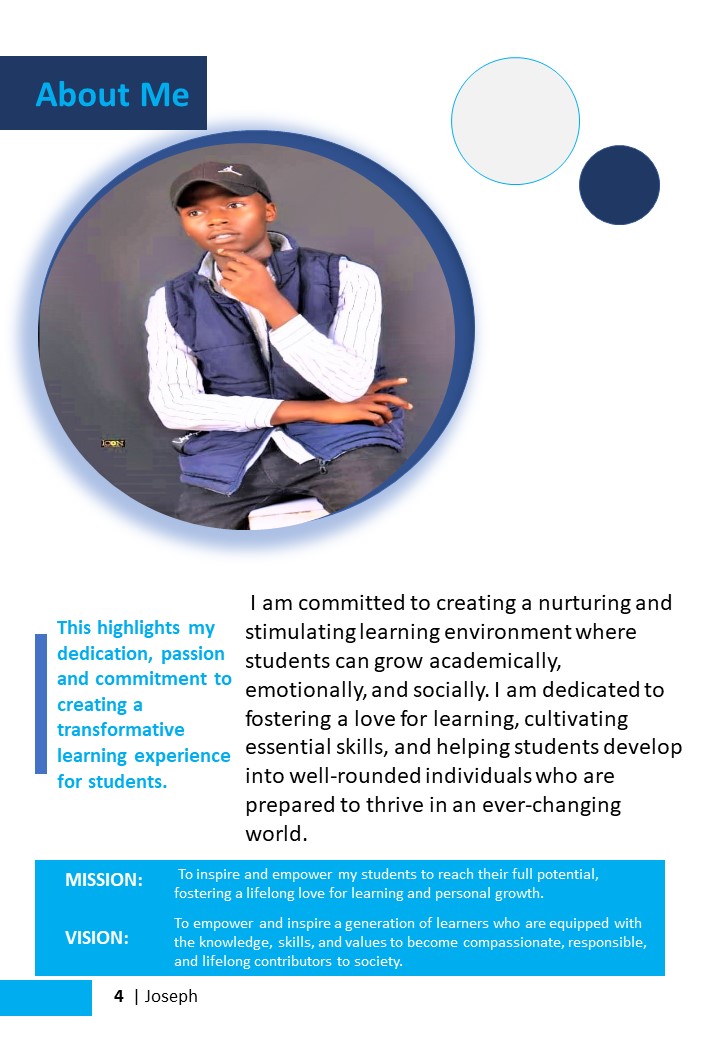 About Me
ICON
This highlights my
dedication, passion
and commitment to
creating a
transformative
learning experience
for students.
I am committed to creating a nurturing and
stimulating learning environment where
students can grow academically,
emotionally, and socially. I am dedicated to
fostering a love for learning, cultivating
essential skills, and helping students develop
into well-rounded individuals who are
prepared to thrive in an ever-changing
world.
MISSION:
To inspire and empower my students to reach their full potential,
fostering a lifelong love for learning and personal growth.
VISION:
To empower and inspire a generation of learners who are equipped with
the knowledge, skills, and values to become compassionate, responsible,
and lifelong contributors to society.
4 | Joseph